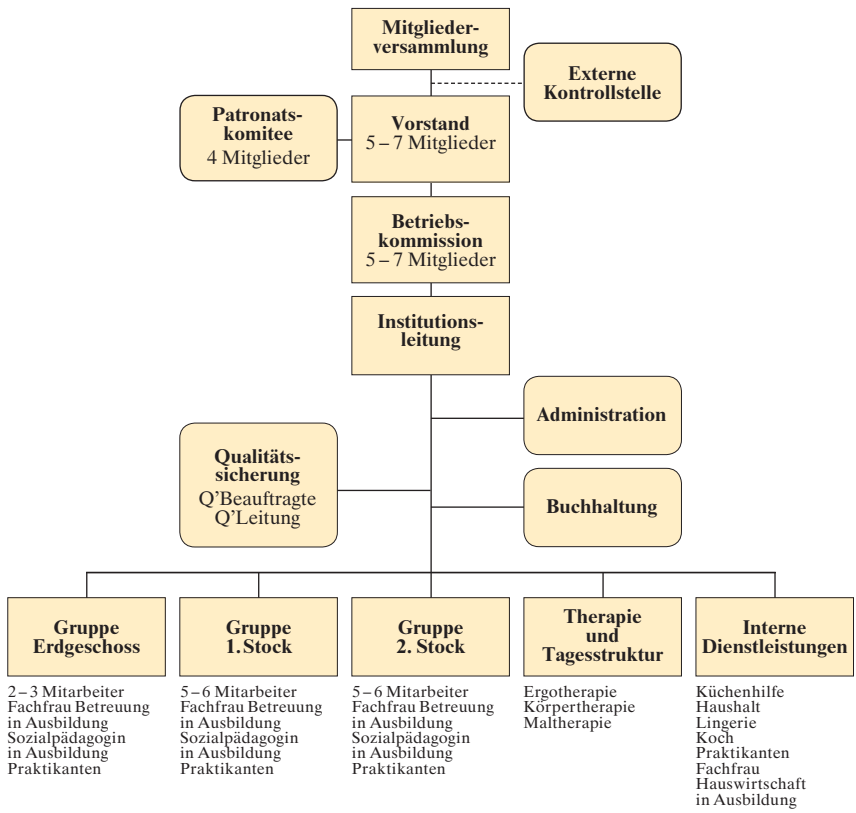 Mitglieder-
versammlung
Externe
Kontrollstelle
Patronats-
komitee
4 Mitglieder
Vorstand
5 – 7 Mitglieder
Betriebs-
kommission
5 – 7 Mitglieder
Institutions-
leitung
Administration
Qualitäts-
sicherung
Q’Beauftragte
Q’Leitung
Buchhaltung
Gruppe
Erdgeschoss
Gruppe
1. Stock
Gruppe
2. Stock
Therapie
und
Tagesstruktur
Interne
Dienstleistungen
2 – 3 Mitarbeiter
Fachfrau Betreuung
in Ausbildung
Sozialpädagogin
in Ausbildung
Praktikanten
5 – 6 Mitarbeiter
Fachfrau Betreuung
in Ausbildung
Sozialpädagogin
in Ausbildung
Praktikanten
5 – 6 Mitarbeiter
Fachfrau Betreuung
in Ausbildung
Sozialpädagogin
in Ausbildung
Praktikanten
Ergotherapie
Körpertherapie
Maltherapie
Küchenhilfe
Haushalt
Lingerie
Koch
Praktikanten
Fachfrau
Hauswirtschaft
in Ausbildung